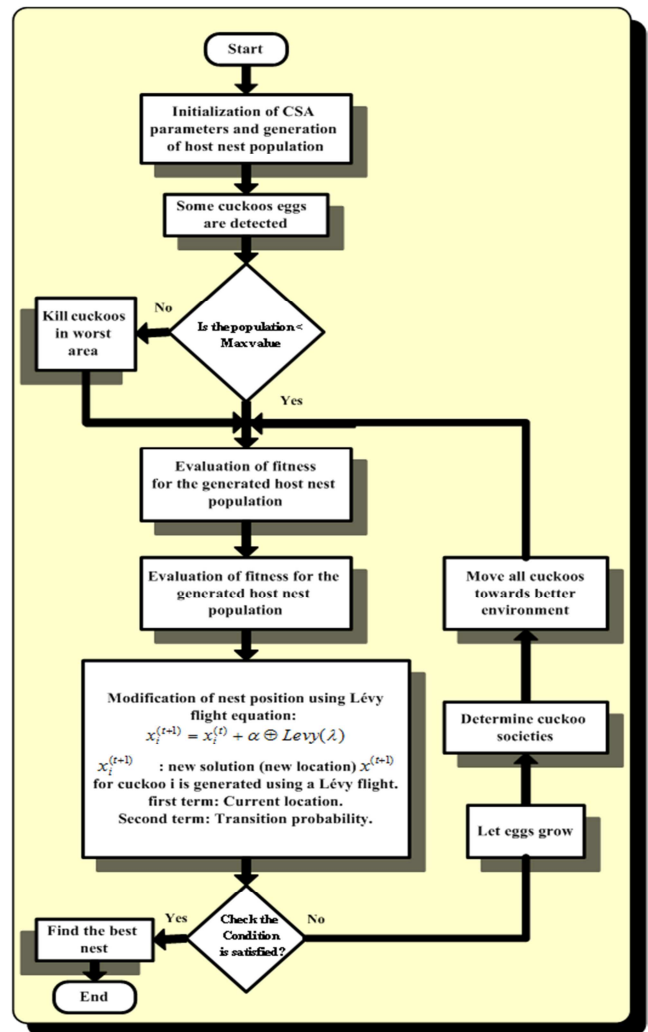 Start
Initialization of CSA
parameters and generation
of host nest population
Some cuckoos eggs
are detected
No
Kill cuckoos
in worst
area
Is the population <
Max value
Yes
Evaluation of fitness
for the generated host nest
population
Evaluation of fitness for the
generated host nest
population
Move all cuckoos
towards better
environment
Modification of nest position using Lévy
flight equation:
x_i^{(t+1)} = x_i^{(t)} + α ⊕ Levy(λ)
x_i^{(t+1)} : new solution (new location) x^{(t+1)}
for cuckoo i is generated using a Lévy flight.
first term: Current location.
Second term: Transition probability.
Determine cuckoo
societies
Let eggs grow
Check the
Condition
is satisfied?
Yes
No
Find the best
nest
End